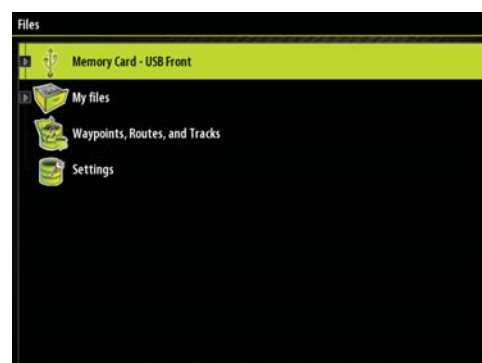 Files
Memory Card - USB Front
My files
Waypoints, Routes, and Tracks
Settings